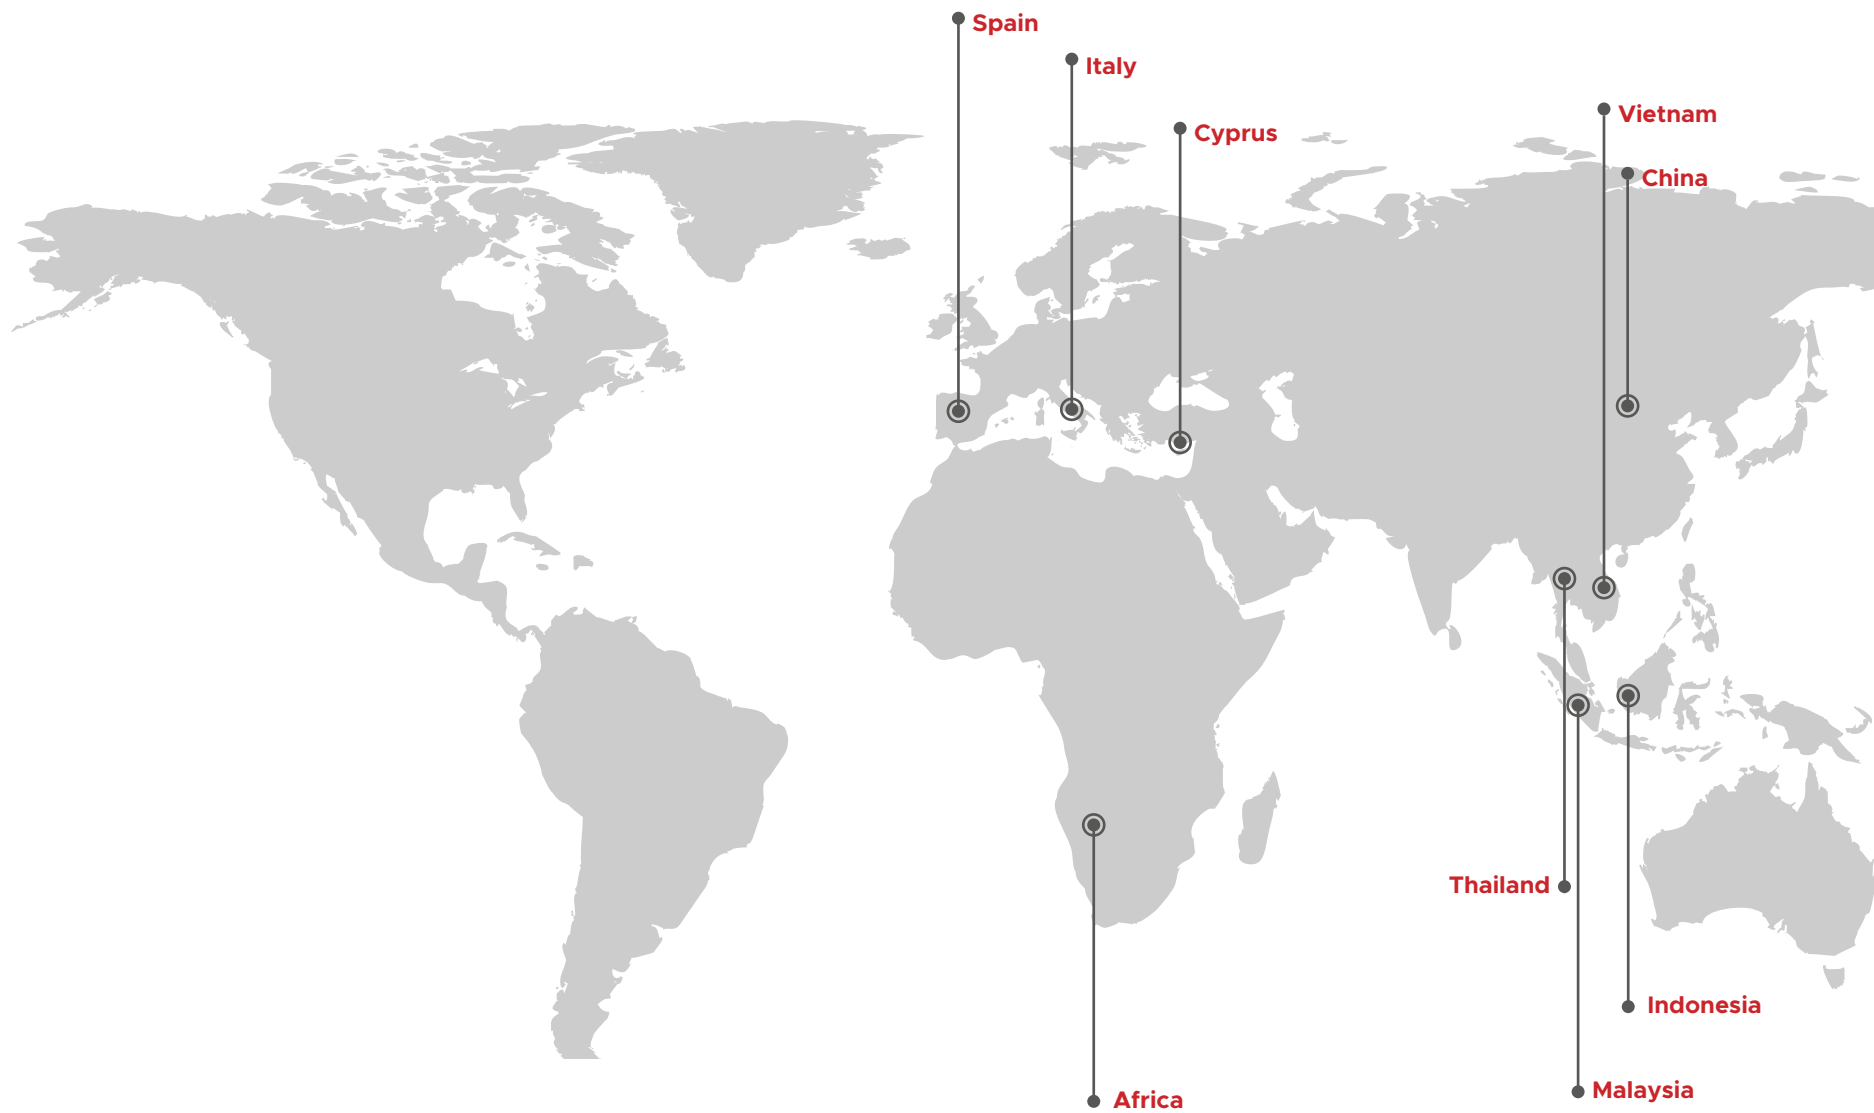 Spain
Italy
Vietnam
Cyprus
China
Thailand
Indonesia
Malaysia
Africa